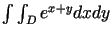 ∫ ∫_D e^{x+y} dxdy